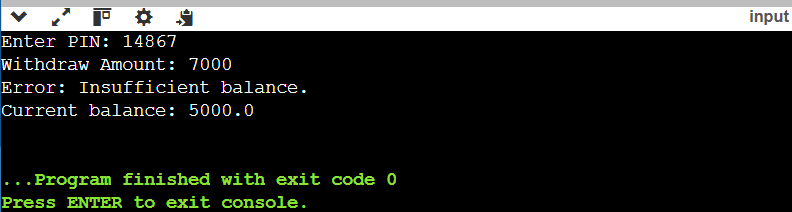 input
Enter PIN: 14867
Withdraw Amount: 7000
Error: Insufficient balance.
Current balance: 5000.0
...Program finished with exit code 0
Press ENTER to exit console.